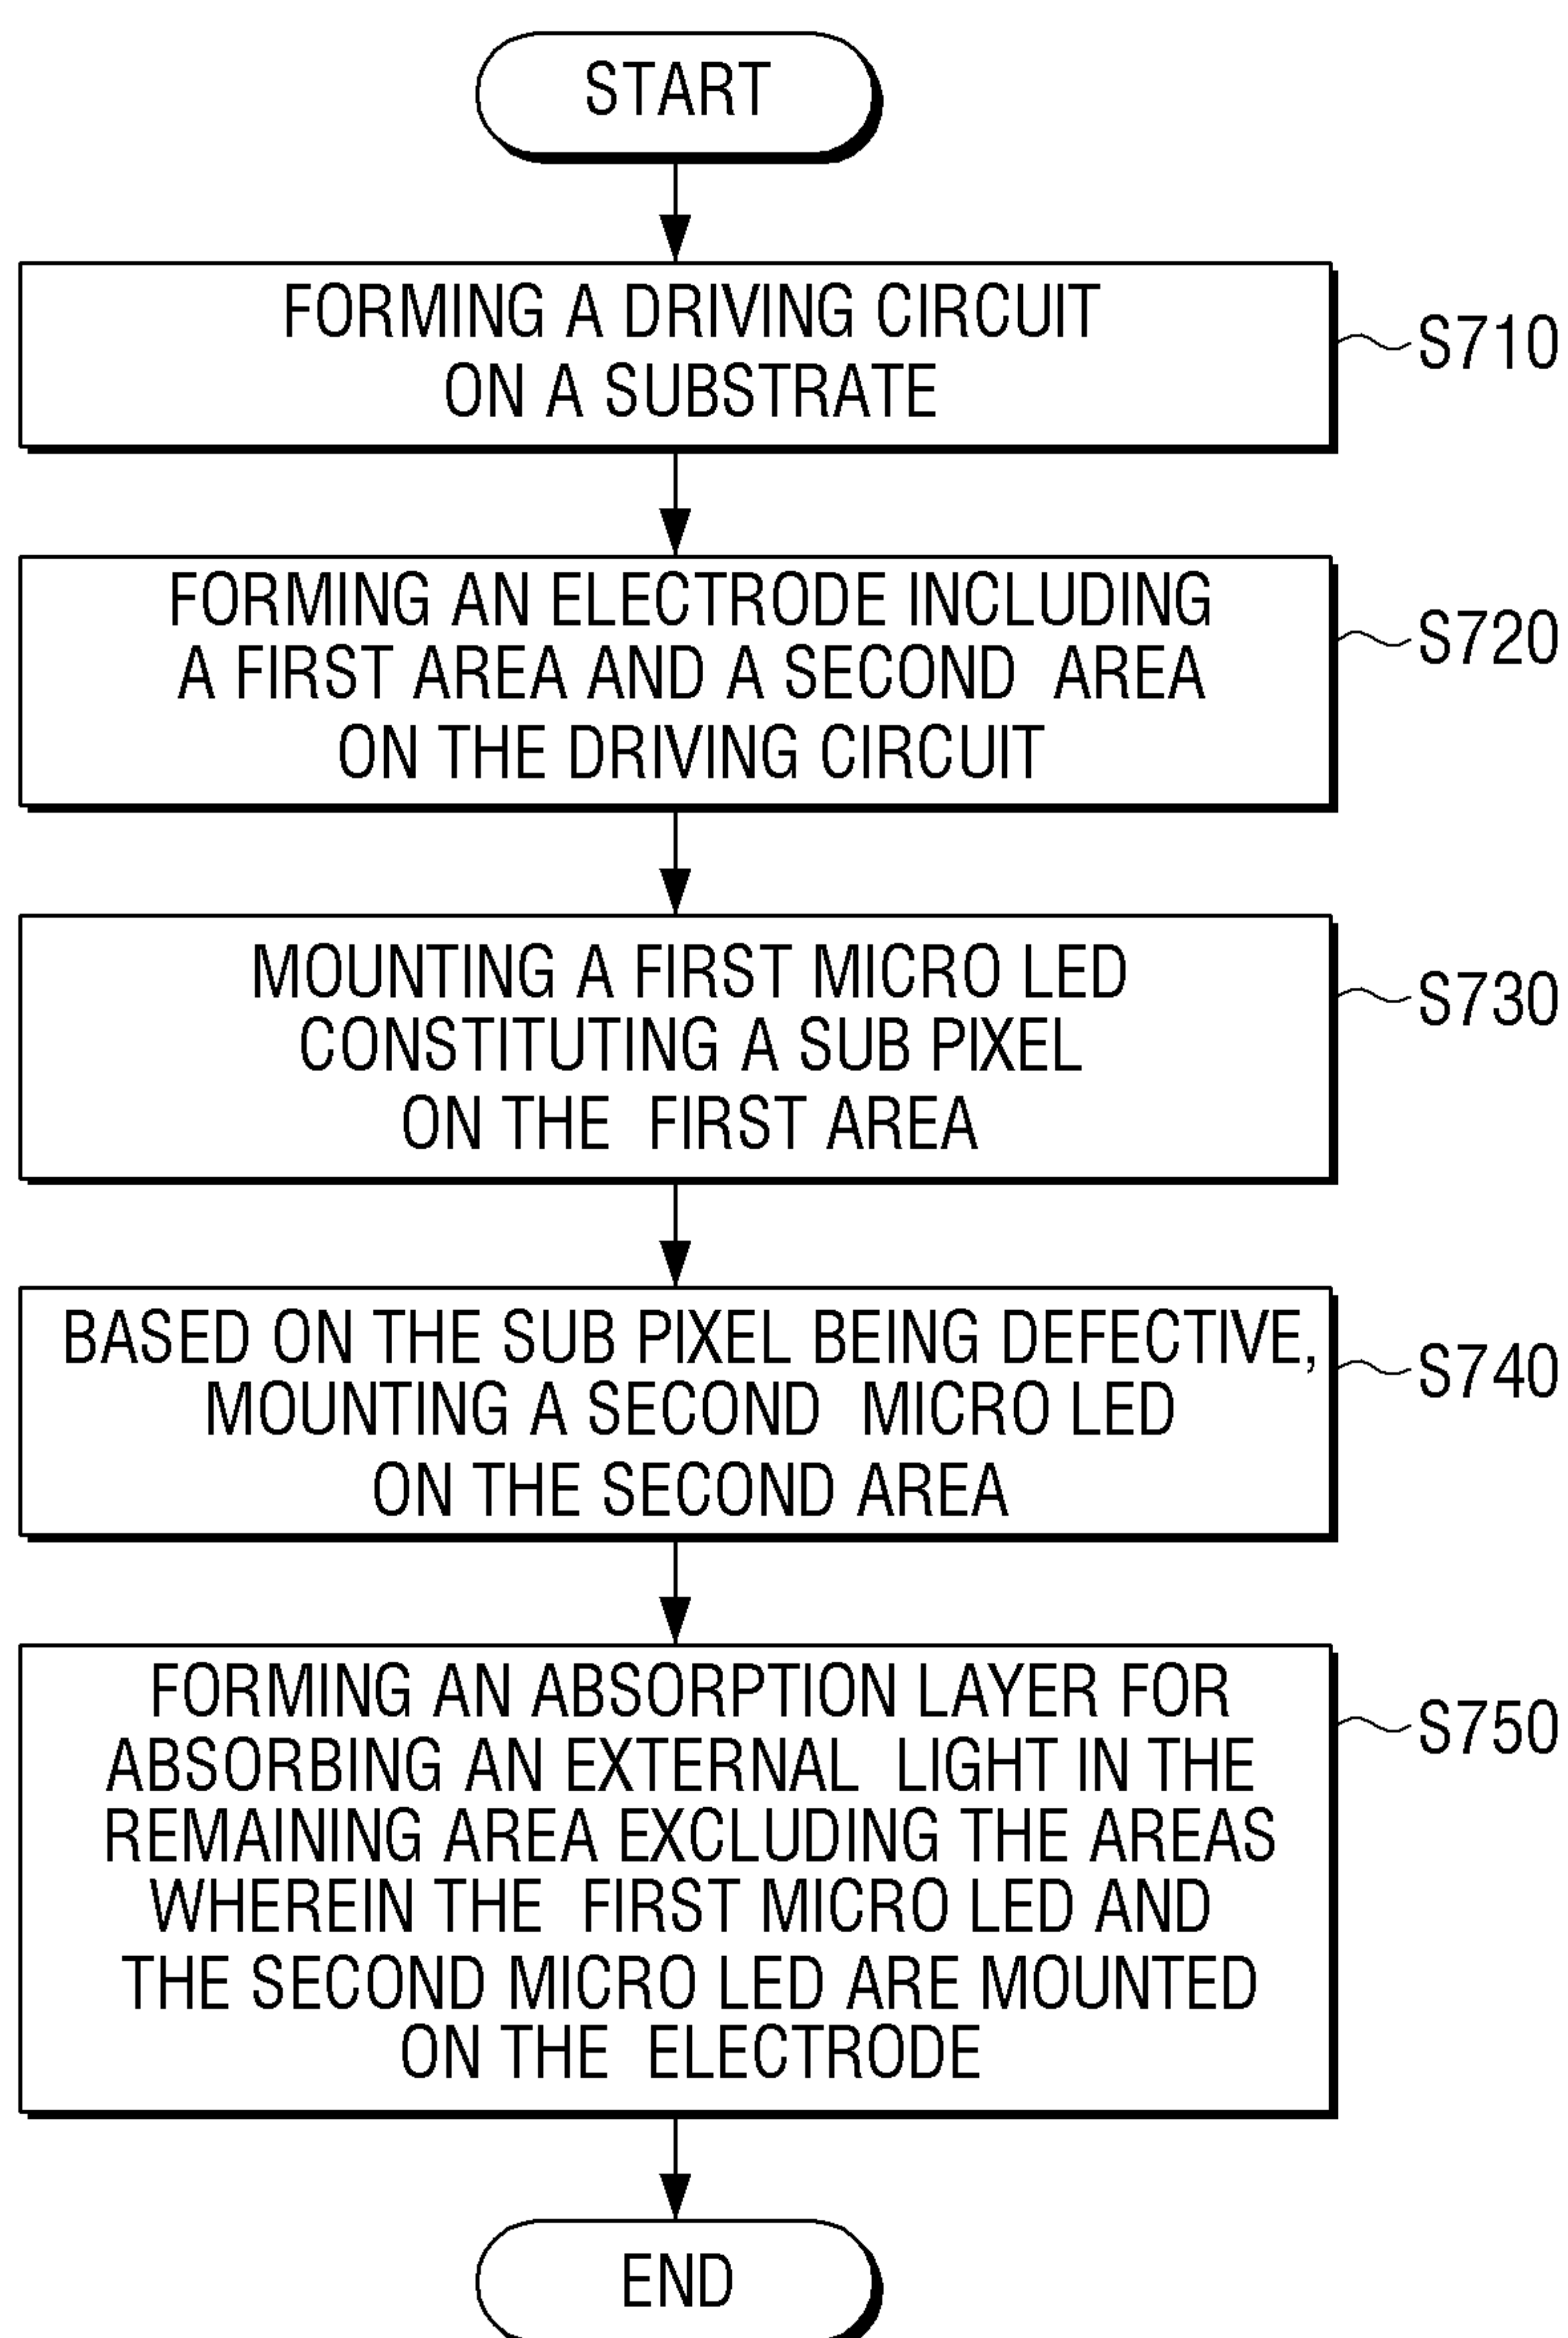 START
FORMING A DRIVING CIRCUIT
ON A SUBSTRATE
S710
FORMING AN ELECTRODE INCLUDING
A FIRST AREA AND A SECOND AREA
ON THE DRIVING CIRCUIT
S720
MOUNTING A FIRST MICRO LED
CONSTITUTING A SUB PIXEL
ON THE FIRST AREA
S730
BASED ON THE SUB PIXEL BEING DEFECTIVE,
MOUNTING A SECOND MICRO LED
ON THE SECOND AREA
S740
FORMING AN ABSORPTION LAYER FOR
ABSORBING AN EXTERNAL LIGHT IN THE
REMAINING AREA EXCLUDING THE AREAS
WHEREIN THE FIRST MICRO LED AND
THE SECOND MICRO LED ARE MOUNTED
ON THE ELECTRODE
S750
END